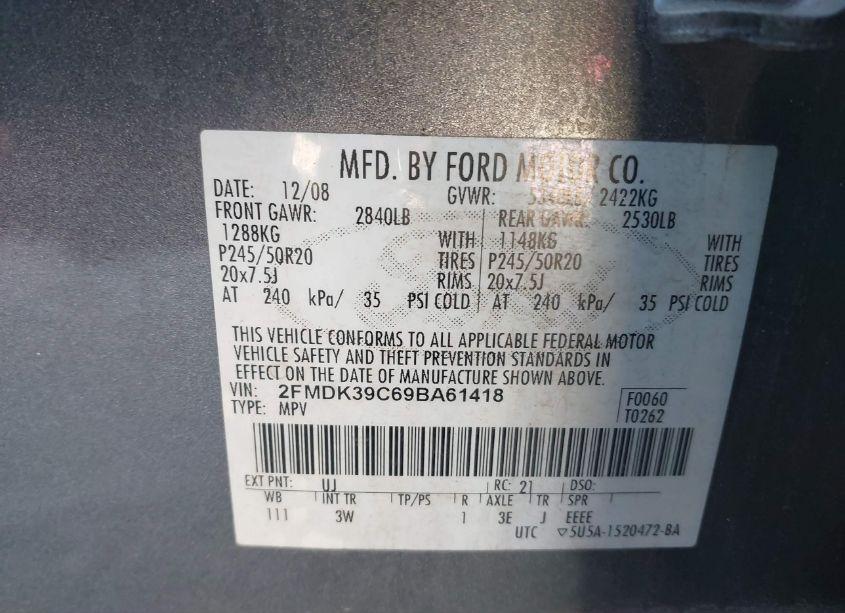 MFD. BY FORD MOTOR CO.
DATE: 12/08 GVWR: 2422KG
FRONT GAWR: 2840LB REAR GAWR: 2530LB
1288KG WITH 1148KG WITH
P245/50R20 TIRES P245/50R20 TIRES
20x7.5J RIMS 20x7.5J RIMS
AT 240 kPa/ 35 PSI COLD AT 240 kPa/ 35 PSI COLD
THIS VEHICLE CONFORMS TO ALL APPLICABLE FEDERAL MOTOR
VEHICLE SAFETY AND THEFT PREVENTION STANDARDS IN
EFFECT ON THE DATE OF MANUFACTURE SHOWN ABOVE.
VIN: 2FMDK39C69BA61418 F0060
TYPE: MPV T0262
EXT PNT: UJ RC: 21 DSO:
WB INT TR TP/PS R AXLE TR SPR
111 3W 1 3E J EEEE
UTC ▽5U5A-1520472-BA